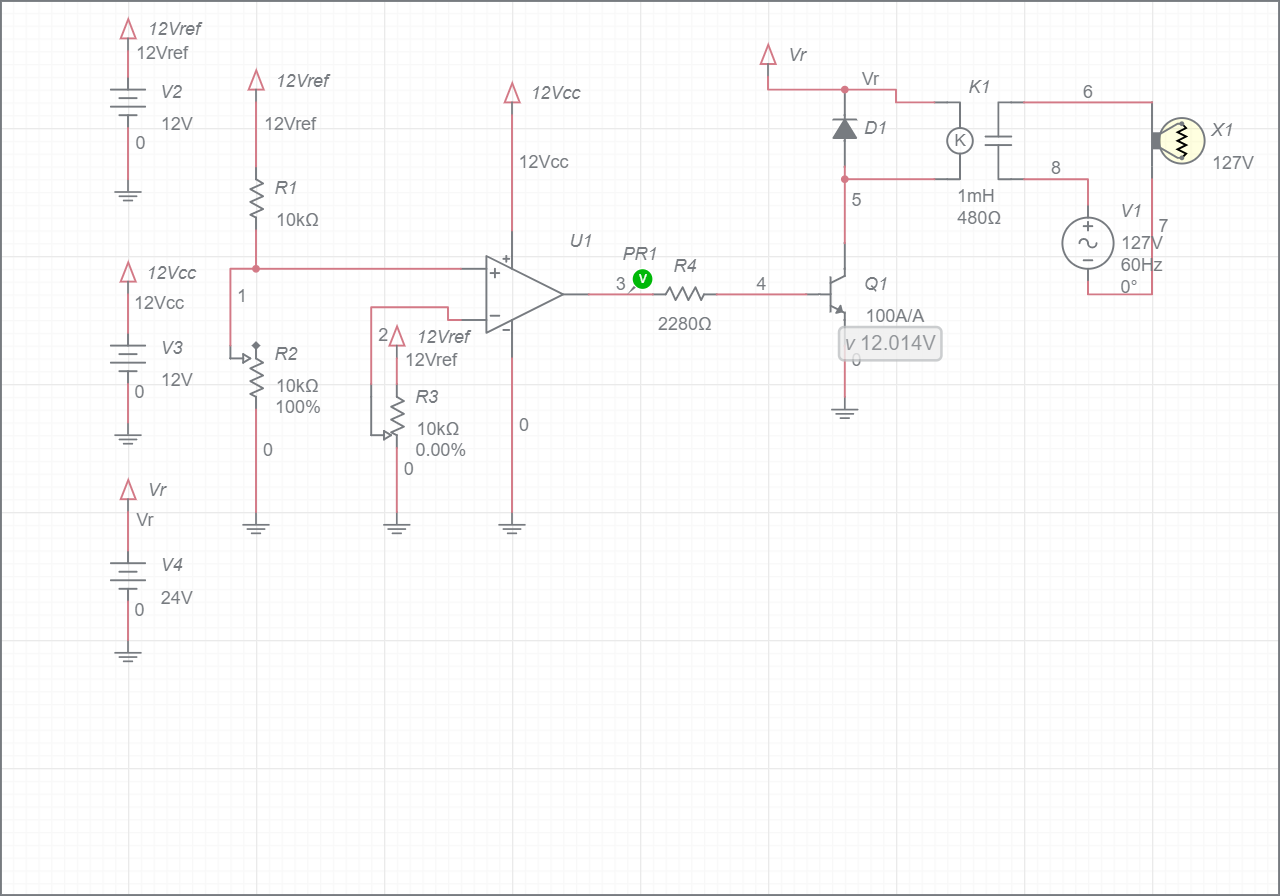 12Vref
12Vref
V2
12V
0
12Vref
12Vref
R1
10kΩ
12Vcc
12Vcc
Vr
Vr
D1
K1
K
1mH
480Ω
6
8
X1
127V
V1
127V
60Hz
0°
7
5
12Vcc
12Vcc
V3
12V
0
1
R2
10kΩ
100%
0
2
12Vref
12Vref
R3
10kΩ
0.00%
0
U1
0
PR1
V
3
R4
2280Ω
4
Q1
100A/A
v 12.014V
0
Vr
Vr
V4
24V
0